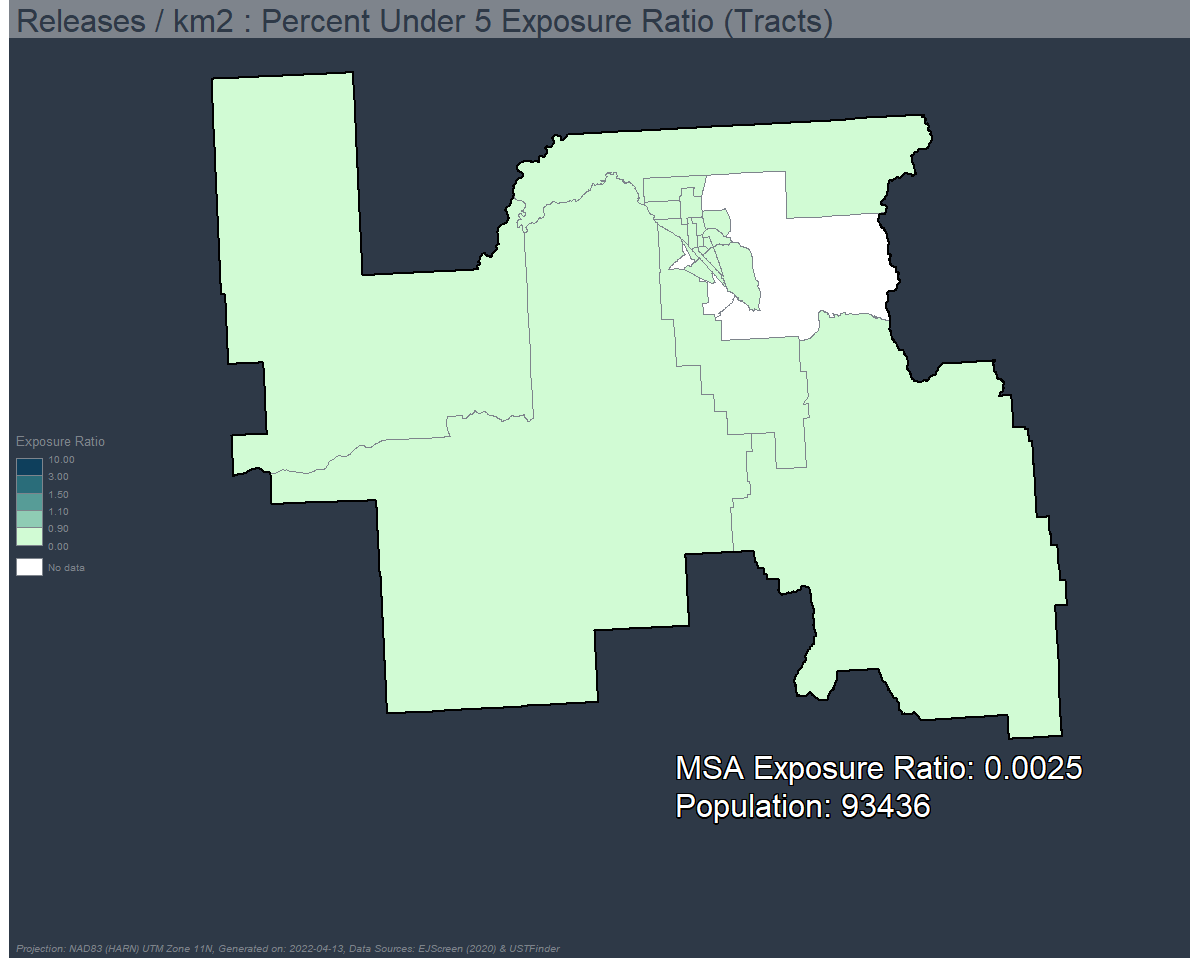 Releases / km2 : Percent Under 5 Exposure Ratio (Tracts)
Exposure Ratio
10.00
3.00
1.50
1.10
0.90
0.00
No data
MSA Exposure Ratio: 0.0025
Population: 93436
Projection: NAD83 (HARN) UTM Zone 11N, Generated on: 2022-04-13, Data Sources: EJScreen (2020) & USTFinder